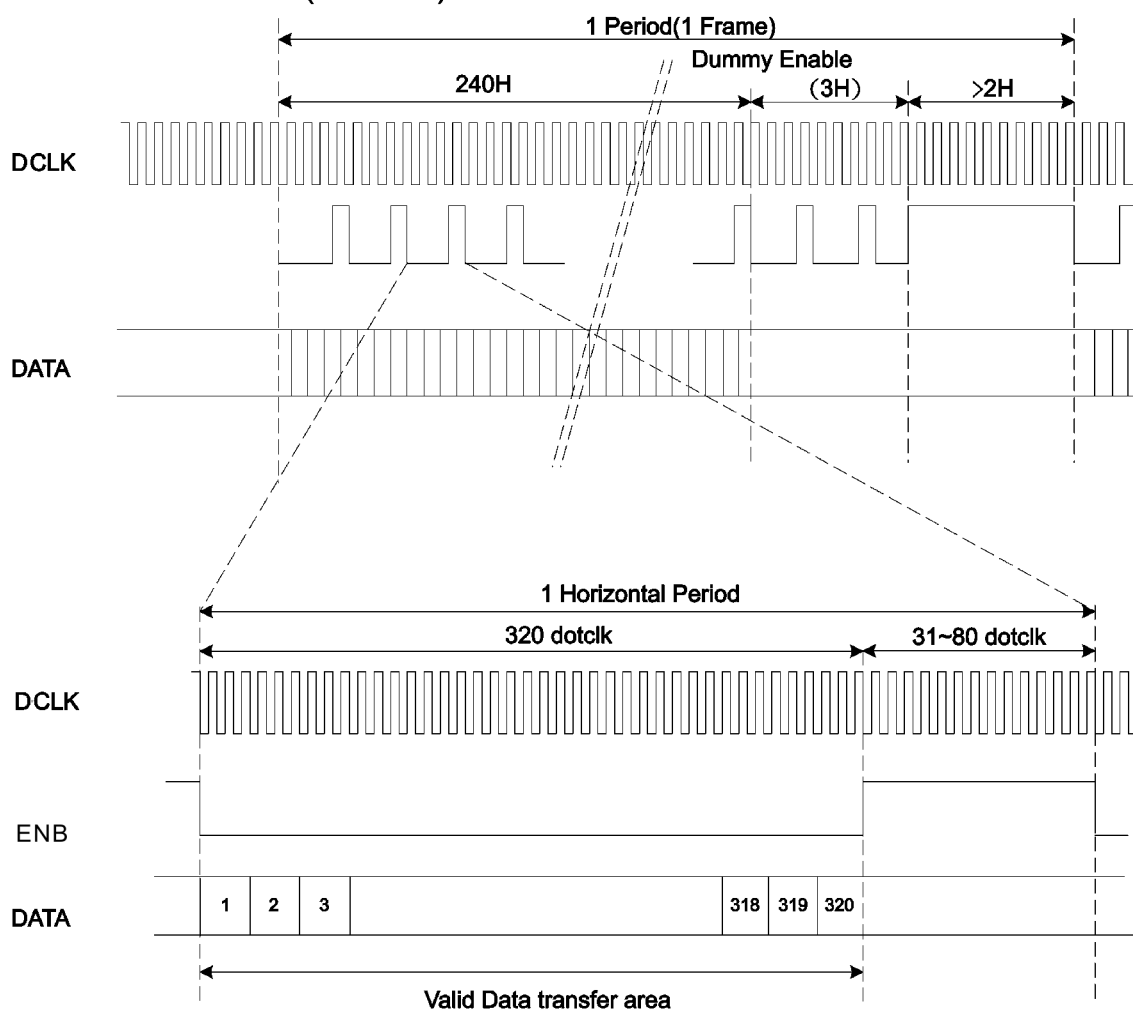 1 Period(1 Frame)
Dummy Enable
240H
(3H)
>2H
DCLK
DATA
1 Horizontal Period
320 dotclk
31~80 dotclk
DCLK
ENB
DATA
1 2 3 318 319 320
Valid Data transfer area